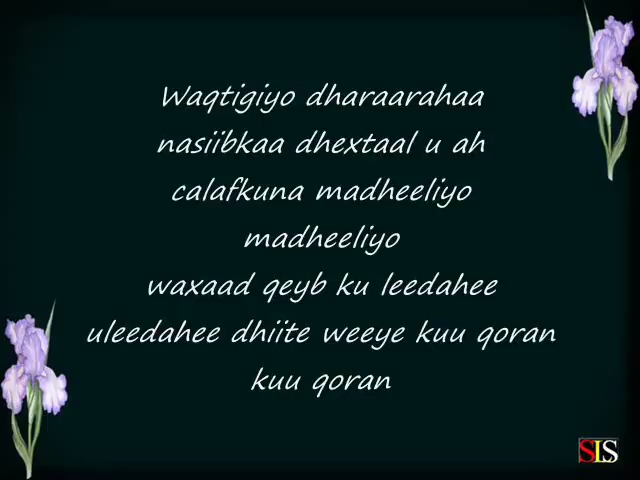 Waqtigiyo dharaarahaa
nasiibkaa dhextaal u ah
calafkuna madheeliyo
madheeliyo
waxaad qeyb ku leedahee
uleedahee dhiite weeye kuu qoran
kuu qoran
SLS